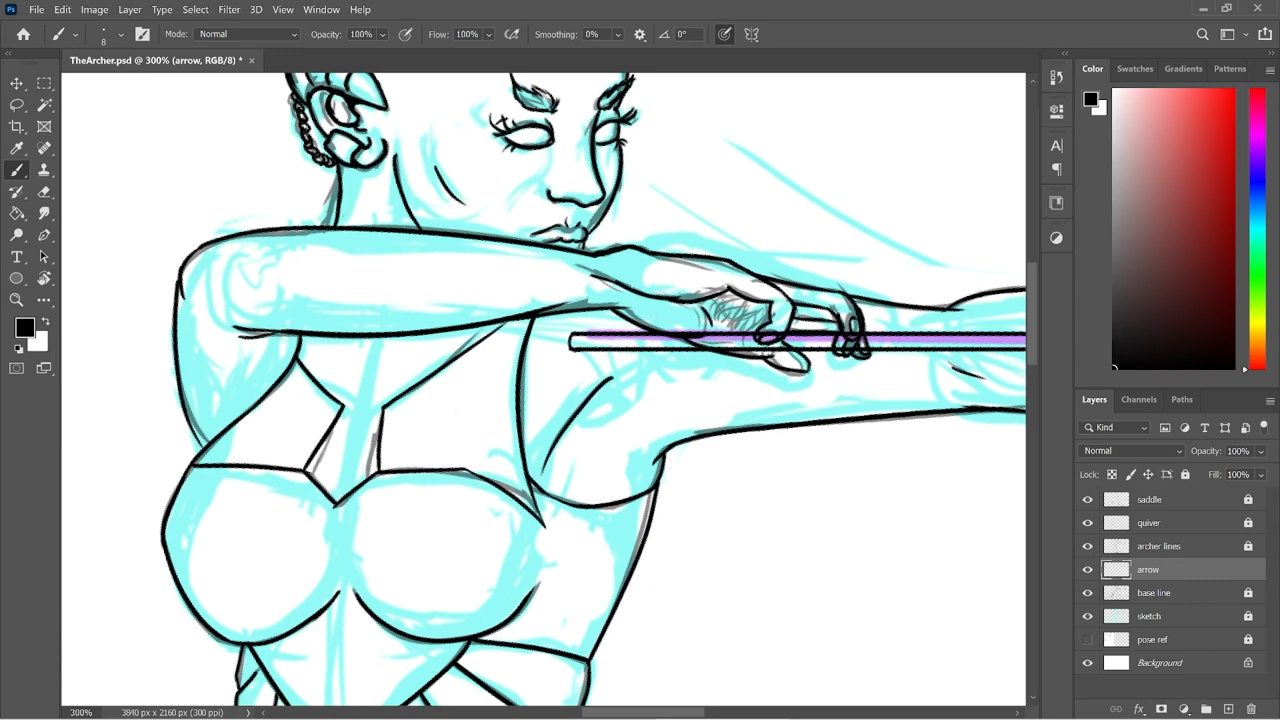 Ps File Edit Image Layer Type Select Filter 3D View Window Help
8 Mode: Normal Opacity: 100% Flow: 100% Smoothing: 0% 0°
TheArcher.psd @ 300% (arrow, RGB/8) *
Color Swatches Gradients Patterns
Layers Channels Paths
Kind
Normal Opacity: 100%
Lock: Fill: 100%
saddle
quiver
archer lines
arrow
base line
sketch
pose ref
Background
fx
300% 3840 px x 2160 px (300 ppi)